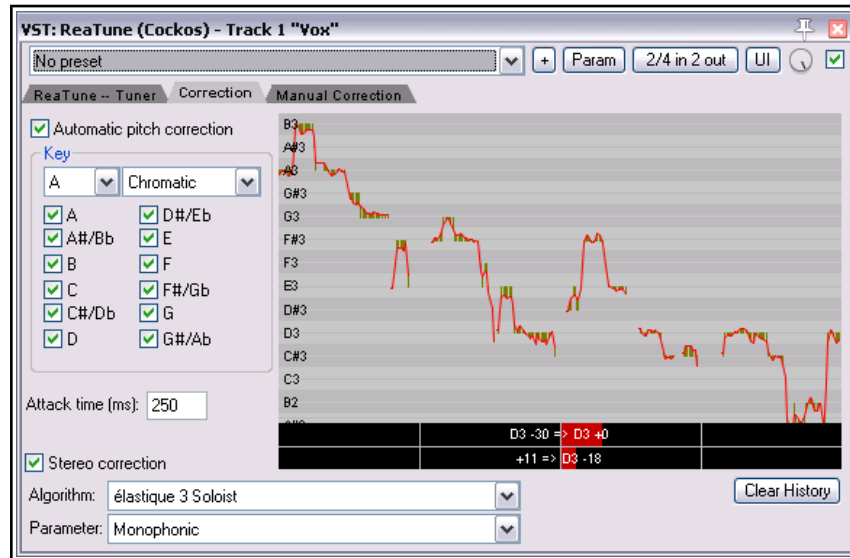 VST: ReaTune (Cockos) - Track 1 "Vox"
No preset
+
Param
2/4 in 2 out
UI
ReaTune -- Tuner
Correction
Manual Correction
Automatic pitch correction
Key
A
Chromatic
A
D#/Eb
A#/Bb
E
B
F
C
F#/Gb
C#/Db
G
D
G#/Ab
Attack time (ms):
250
Stereo correction
B3
A#3
A3
G#3
G3
F#3
F3
E3
D#3
D3
C#3
C3
B2
D3 -30 => D3 +0
+11 => D3 -18
Algorithm:
élastique 3 Soloist
Clear History
Parameter:
Monophonic